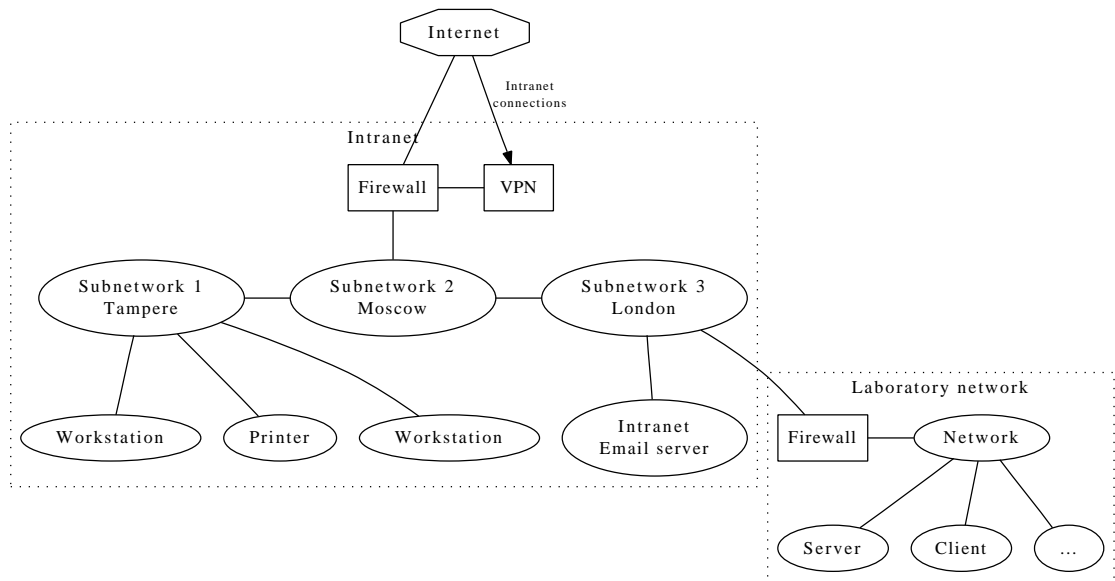 Internet
Intranet
connections
Intranet
Firewall
VPN
Subnetwork 1
Tampere
Subnetwork 2
Moscow
Subnetwork 3
London
Laboratory network
Workstation
Printer
Workstation
Intranet
Email server
Firewall
Network
Server
Client
...